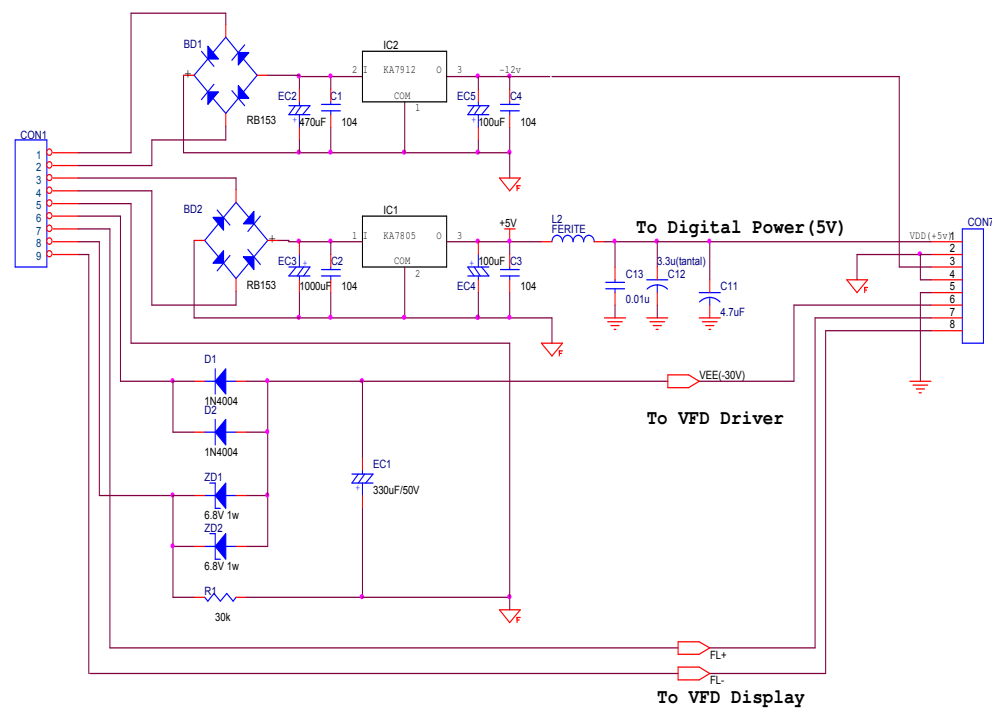 IC2
BD1
2 I KA7912 O 3 -12v
COM
1
EC2 C1 EC5 C4
+
RB153 470uF 104 100uF 104
+ +
F
CON1
1
2
3
4
5
6
7
8
9
BD2
IC1
+5V
L2
FERITE
To Digital Power(5V)
1 I KA7805 O 3
COM
2
+
EC3 + C2 100uF + C3
RB153 1000uF 104 EC4 104
F
3.3u(tantal)
C13 C12 C11
0.01u 4.7uF
CON7
VDD(+5v) 1
2
3
4
5
6
7
8
F
D1
1N4004
D2
1N4004
VEE(-30V)
To VFD Driver
ZD1
6.8V 1w
ZD2
6.8V 1w
EC1
+ 330uF/50V
R1
30k
F
FL+
FL-
To VFD Display